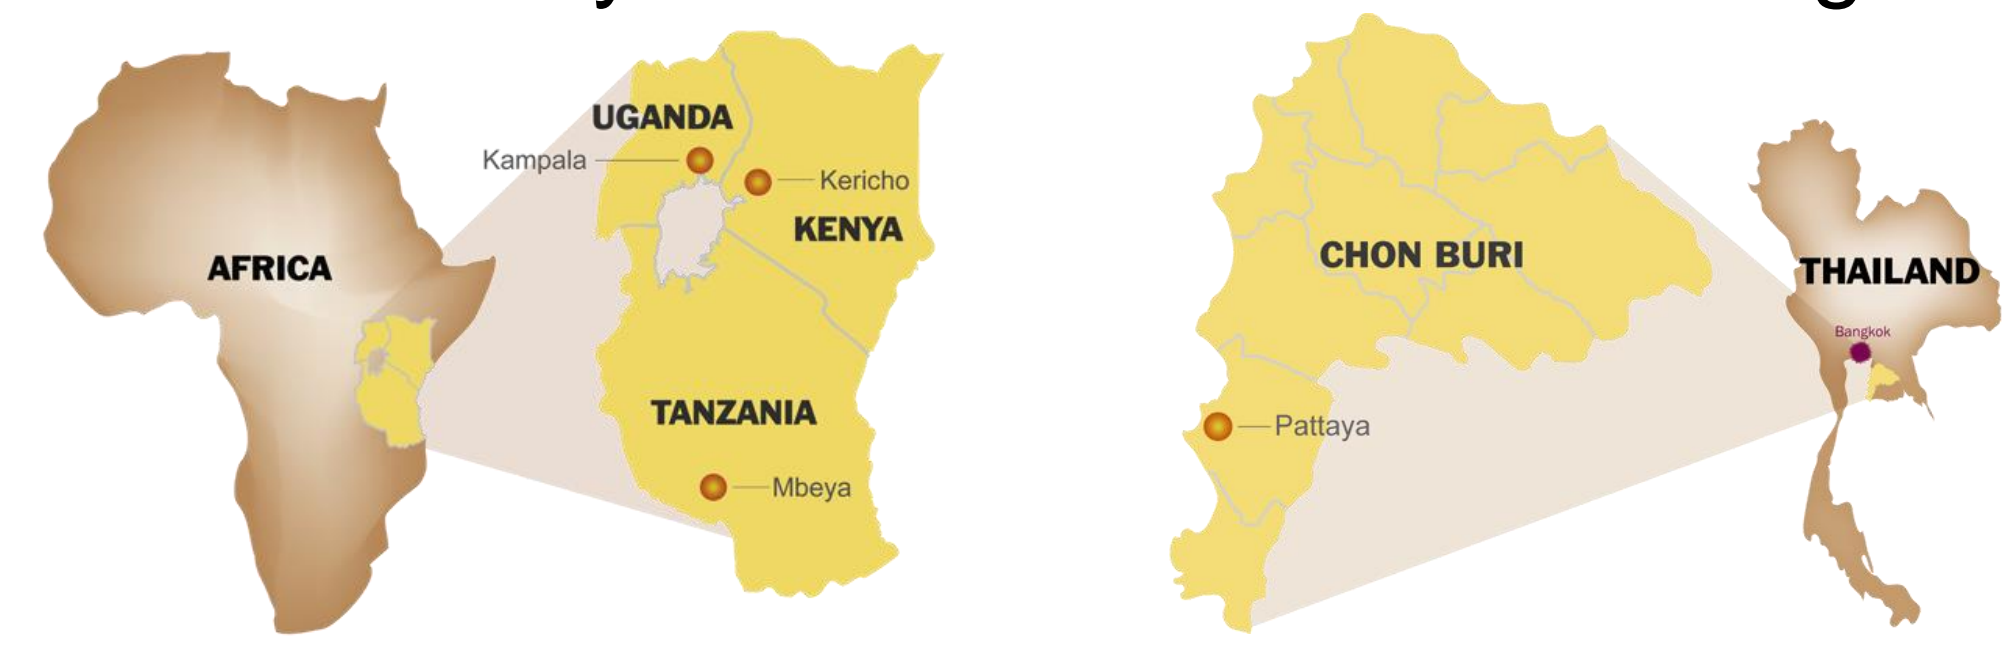 AFRICA
UGANDA
Kampala
Kericho
KENYA
TANZANIA
Mbeya
CHON BURI
Pattaya
THAILAND
Bangkok